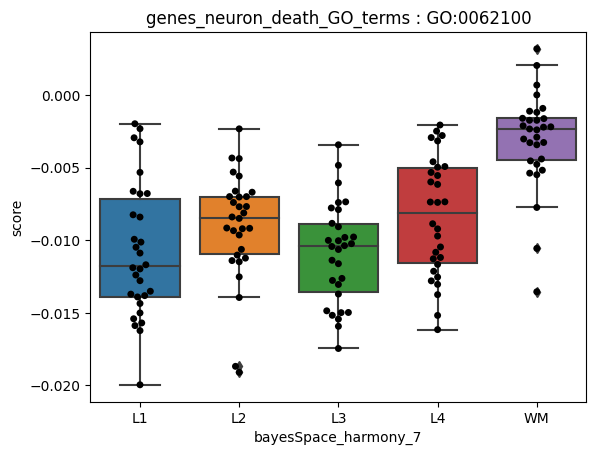 genes_neuron_death_GO_terms : GO:0062100
0.000
−0.005
−0.010
−0.015
−0.020
score
L1 L2 L3 L4 WM
bayesSpace_harmony_7